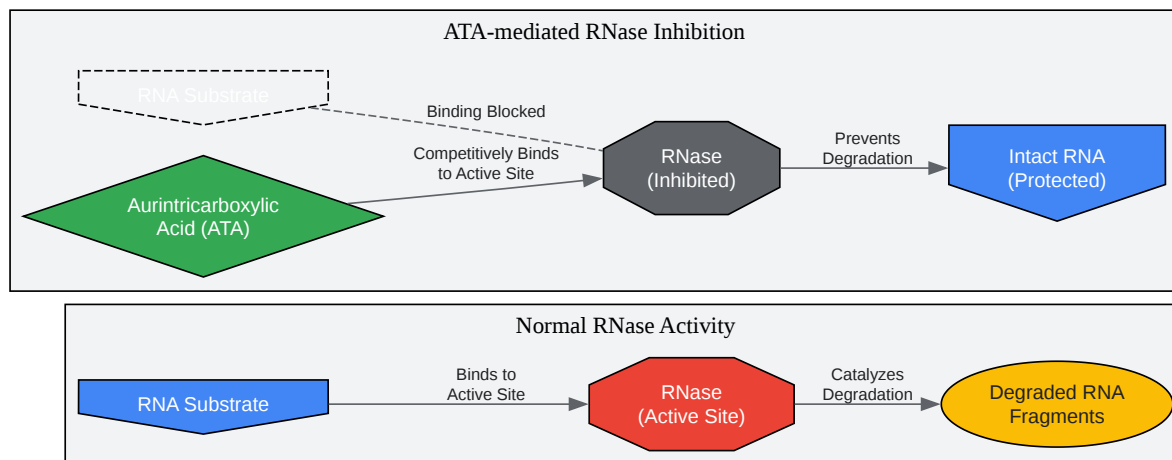 ATA-mediated RNase Inhibition
RNA Substrate
Binding Blocked
Competitively Binds
to Active Site
Aurintricarboxylic
Acid (ATA)
RNase
(Inhibited)
Prevents
Degradation
Intact RNA
(Protected)
Normal RNase Activity
RNA Substrate
Binds to
Active Site
RNase
(Active Site)
Catalyzes
Degradation
Degraded RNA
Fragments